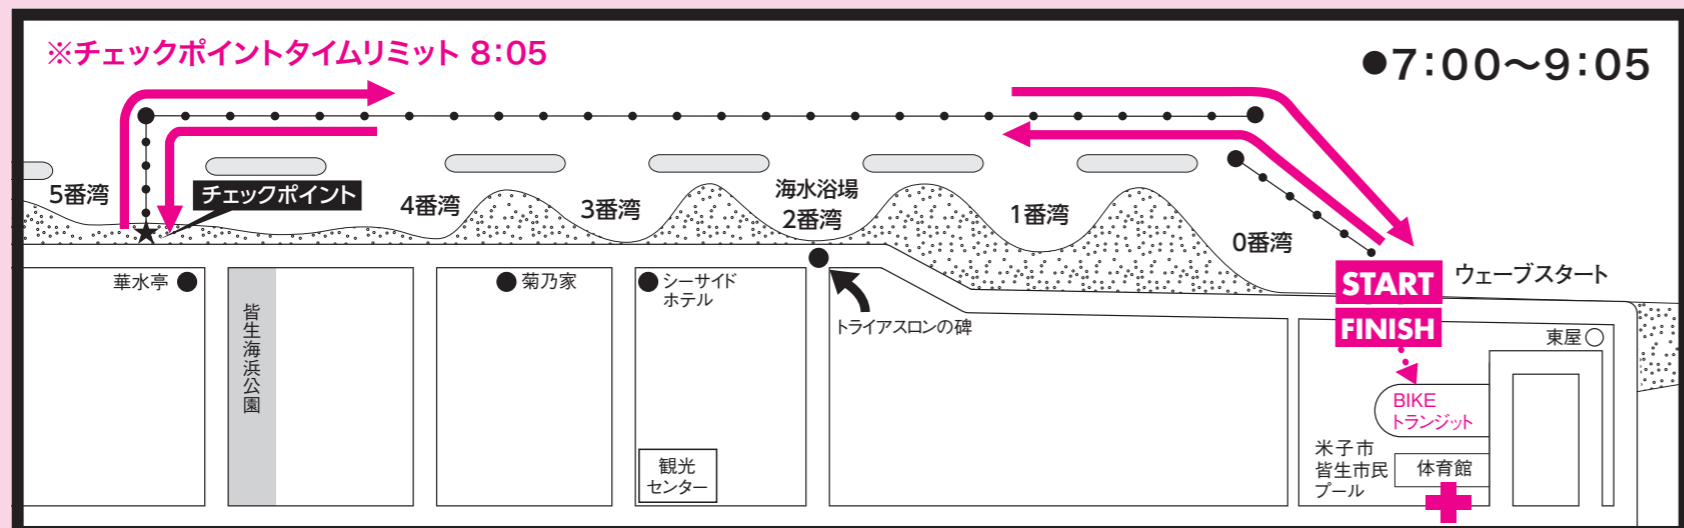 ※チェックポイントタイムリミット 8:05
●7:00〜9:05
5番湾
チェックポイント
4番湾
3番湾
海水浴場
2番湾
1番湾
0番湾
START
ウェーブスタート
FINISH
華水亭
菊乃家
シーサイド
ホテル
トライアスロンの碑
東屋
皆生海浜公園
BIKE
トランジット
観光
センター
米子市
皆生市民
プール
体育館